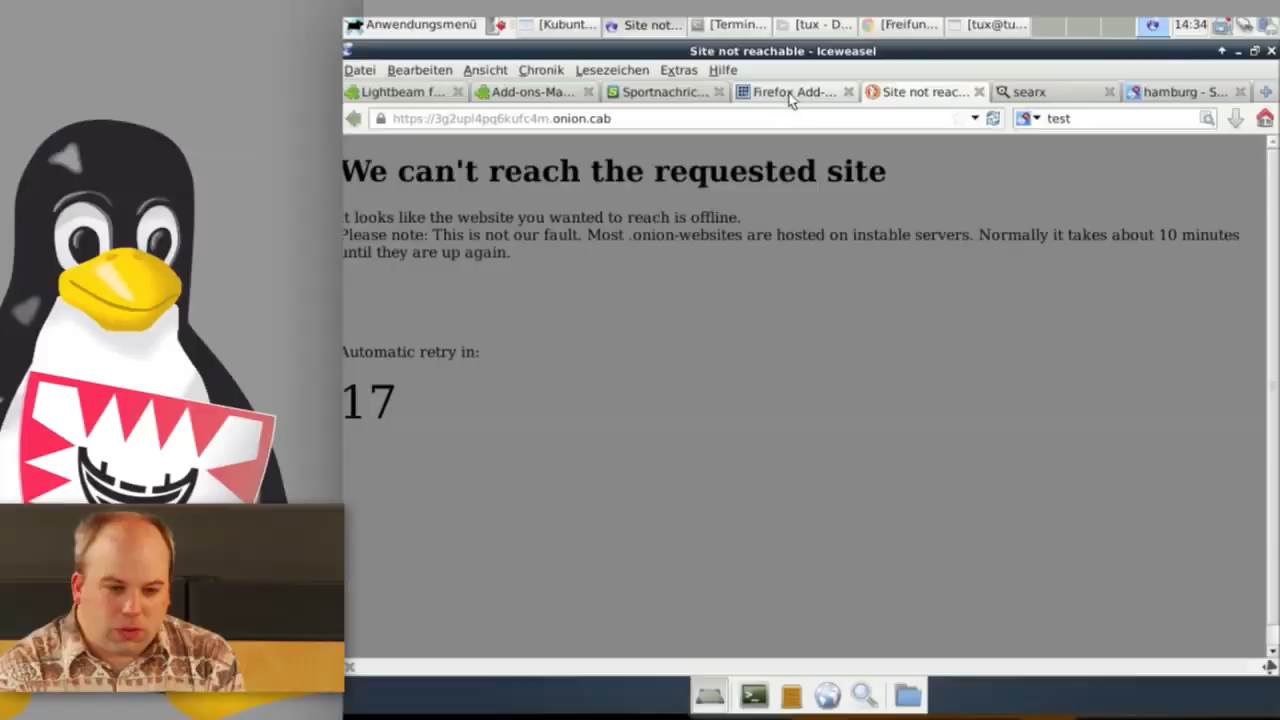 Anwendungsmenü [Kubunt... Site not... [Termin... [tux - D... [Freifun... [tux@tu... 14:34
Site not reachable - Iceweasel
Datei Bearbeiten Ansicht Chronik Lesezeichen Extras Hilfe
Lightbeam f... Add-ons-Ma... Sportnachric... Firefox Add-... Site not reac... searx hamburg - S...
https://3g2upl4pq6kufc4m.onion.cab test
We can't reach the requested site
It looks like the website you wanted to reach is offline.
Please note: This is not our fault. Most .onion-websites are hosted on instable servers. Normally it takes about 10 minutes
until they are up again.
Automatic retry in:
17